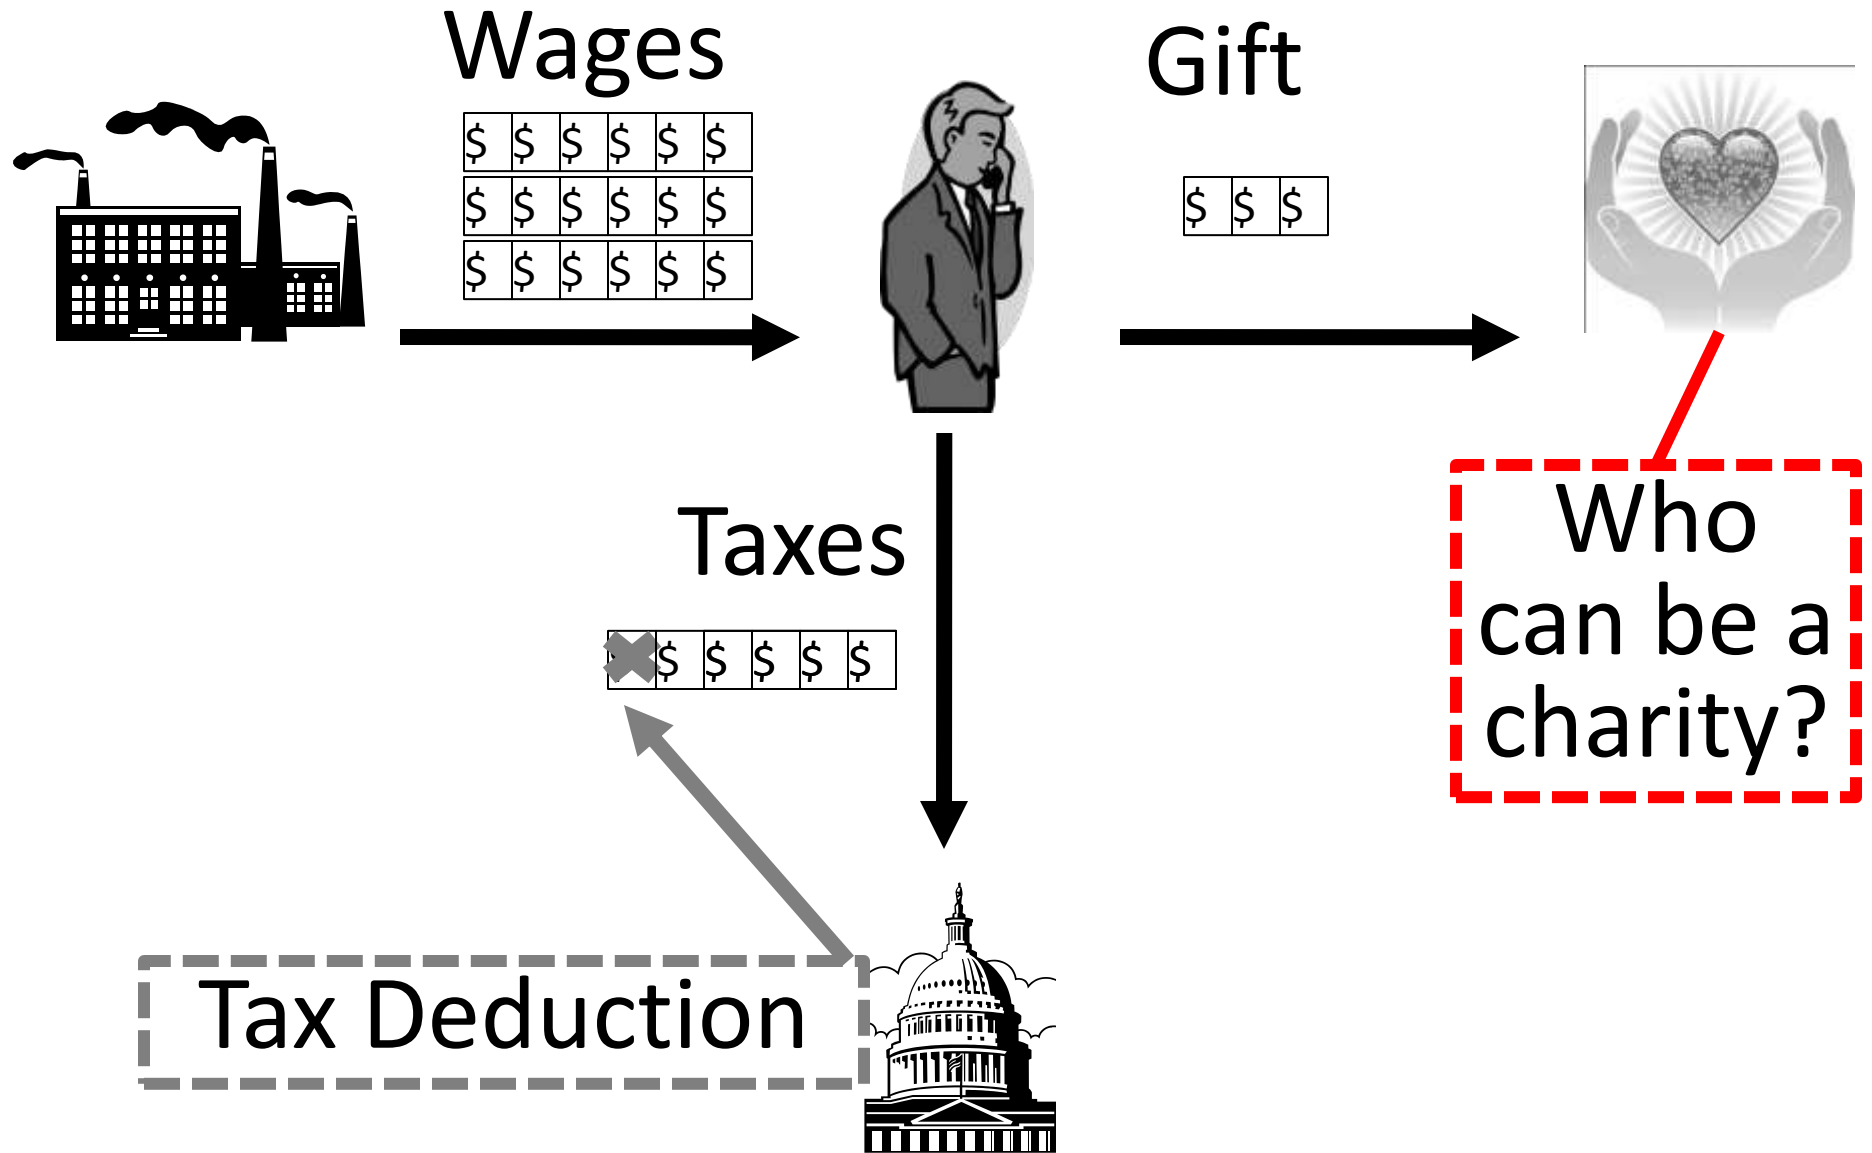 Wages
$ $ $ $ $ $
$ $ $ $ $ $
$ $ $ $ $ $
Gift
$ $ $
Taxes
$ $ $ $ $
Tax Deduction
Who
can be a
charity?